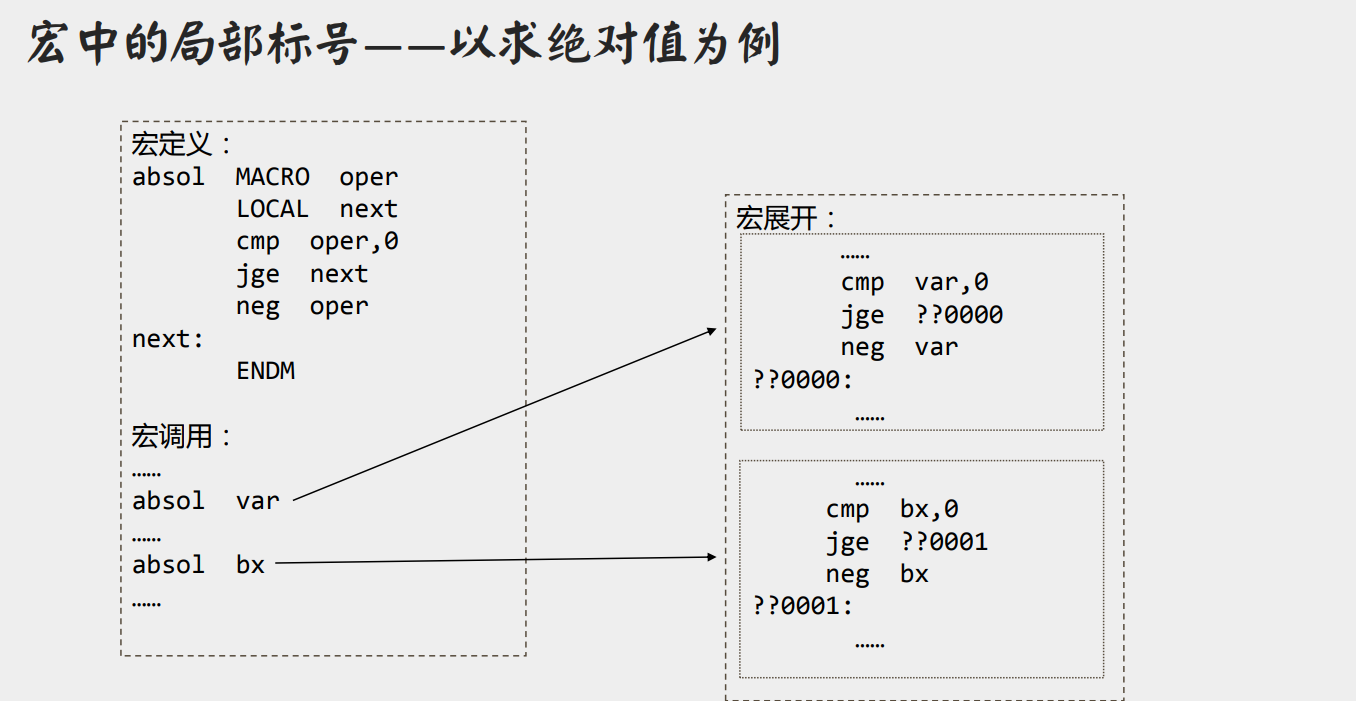 宏中的局部标号——以求绝对值为例
宏定义：
absol MACRO oper
LOCAL next
cmp oper,0
jge next
neg oper
next:
ENDM
宏调用：
……
absol var
……
absol bx
……
宏展开：
……
cmp var,0
jge ??0000
neg var
??0000:
……
……
cmp bx,0
jge ??0001
neg bx
??0001:
……